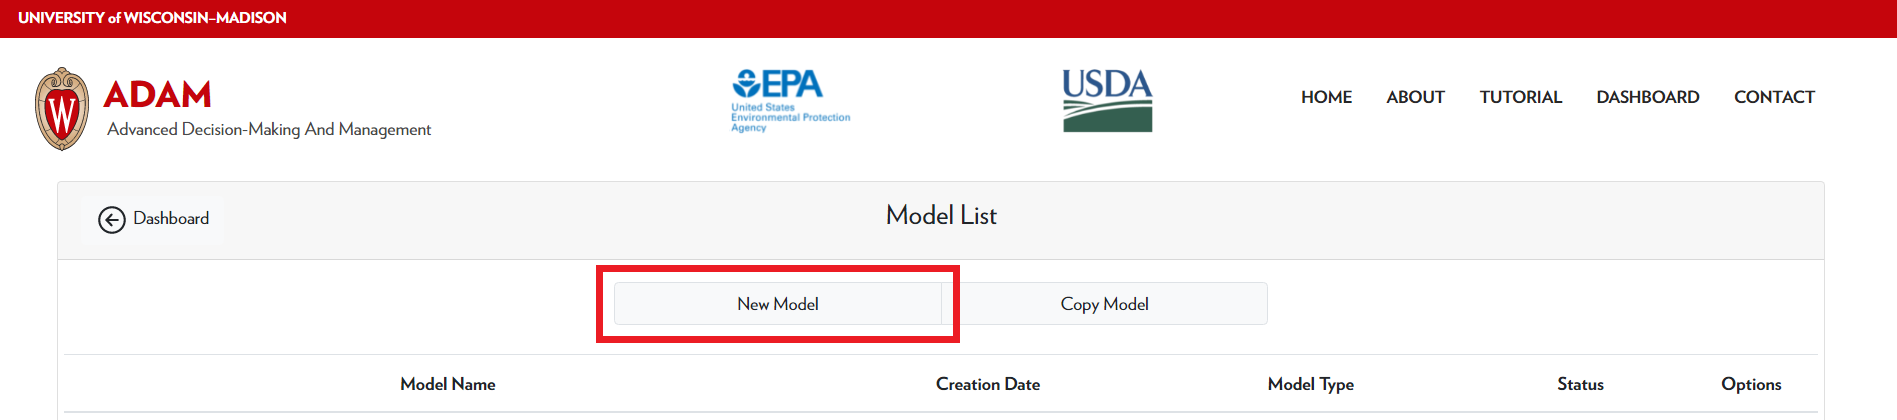 UNIVERSITY of WISCONSIN–MADISON
W
ADAM
Advanced Decision-Making And Management
EPA
United States
Environmental Protection
Agency
USDA
HOME ABOUT TUTORIAL DASHBOARD CONTACT
Dashboard
Model List
New Model Copy Model
Model Name Creation Date Model Type Status Options